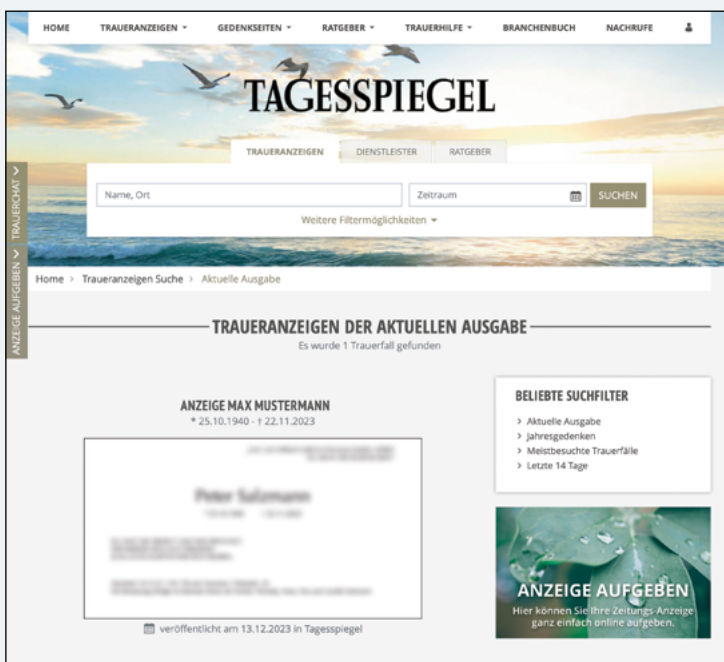 HOME TRAUERANZEIGEN GEDENKSEITEN RATGEBER TRAUERHILFE BRANCHENBUCH NACHRUFE
TAGESSPIEGEL
TRAUERANZEIGEN DIENSTLEISTER RATGEBER
Name, Ort Zeitraum SUCHEN
Weitere Filtermöglichkeiten
TRAUERCHAT
ANZEIGE AUFGEBEN
Home > Traueranzeigen Suche > Aktuelle Ausgabe
TRAUERANZEIGEN DER AKTUELLEN AUSGABE
Es wurde 1 Trauerfall gefunden
ANZEIGE MAX MUSTERMANN
* 25.10.1940 - † 22.11.2023
veröffentlicht am 13.12.2023 in Tagesspiegel
BELIEBTE SUCHFILTER
> Aktuelle Ausgabe
> Jahresgedenken
> Meistbesuchte Trauerfälle
> Letzte 14 Tage
ANZEIGE AUFGEBEN
Hier können Sie Ihre Zeitungs-Anzeige
ganz einfach online aufgeben.